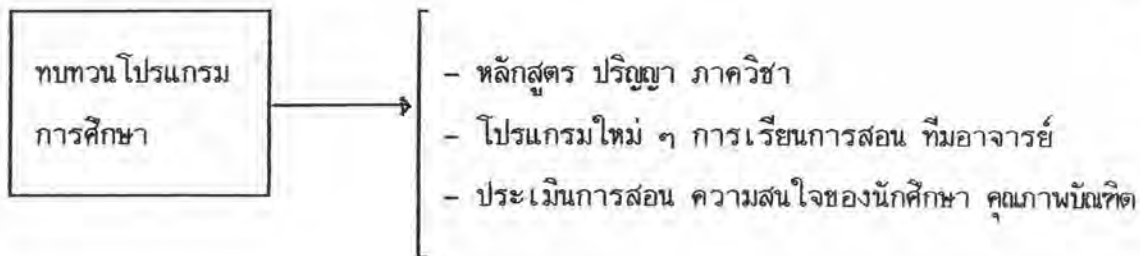 ทบทวนโปรแกรม
การศึกษา
- หลักสูตร ปริญญา ภาควิชา
- โปรแกรมใหม่ ๆ การเรียนการสอน ทีมอาจารย์
- ประเมินการสอน ความสนใจของนักศึกษา คุณภาพบัณฑิต